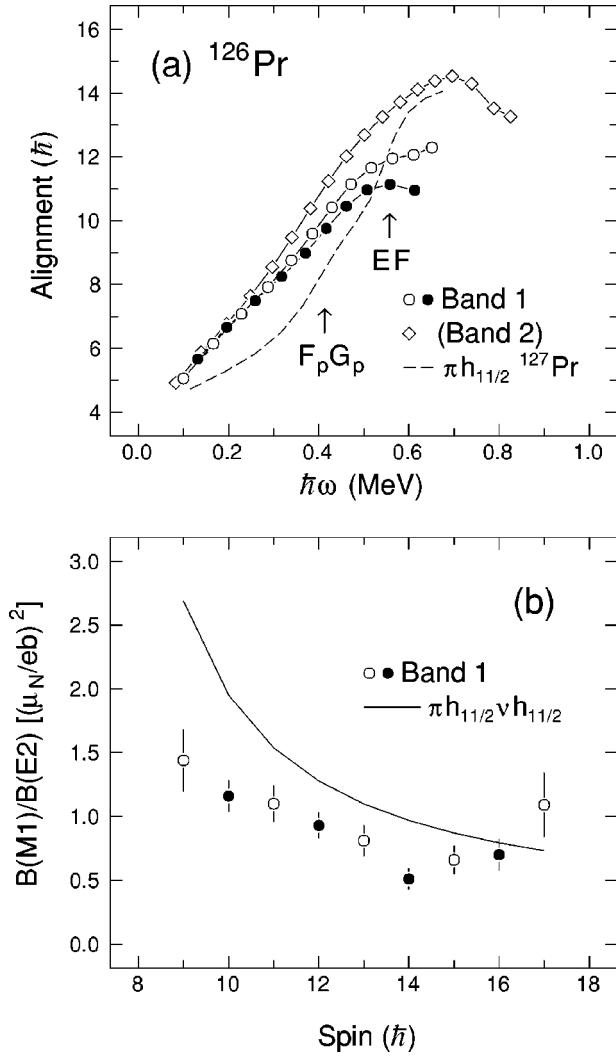 (a) ¹²⁶Pr
Alignment (ℏ)
16
14
12
10
8
6
4
EF
FₚGₚ
Band 1
(Band 2)
πh₁₁/₂ ¹²⁷Pr
0.0 0.2 0.4 0.6 0.8 1.0
ℏω (MeV)
(b)
B(M1)/B(E2) [(μN/eb)²]
3.0
2.5
2.0
1.5
1.0
0.5
0.0
Band 1
πh₁₁/₂νh₁₁/₂
8 10 12 14 16 18
Spin (ℏ)